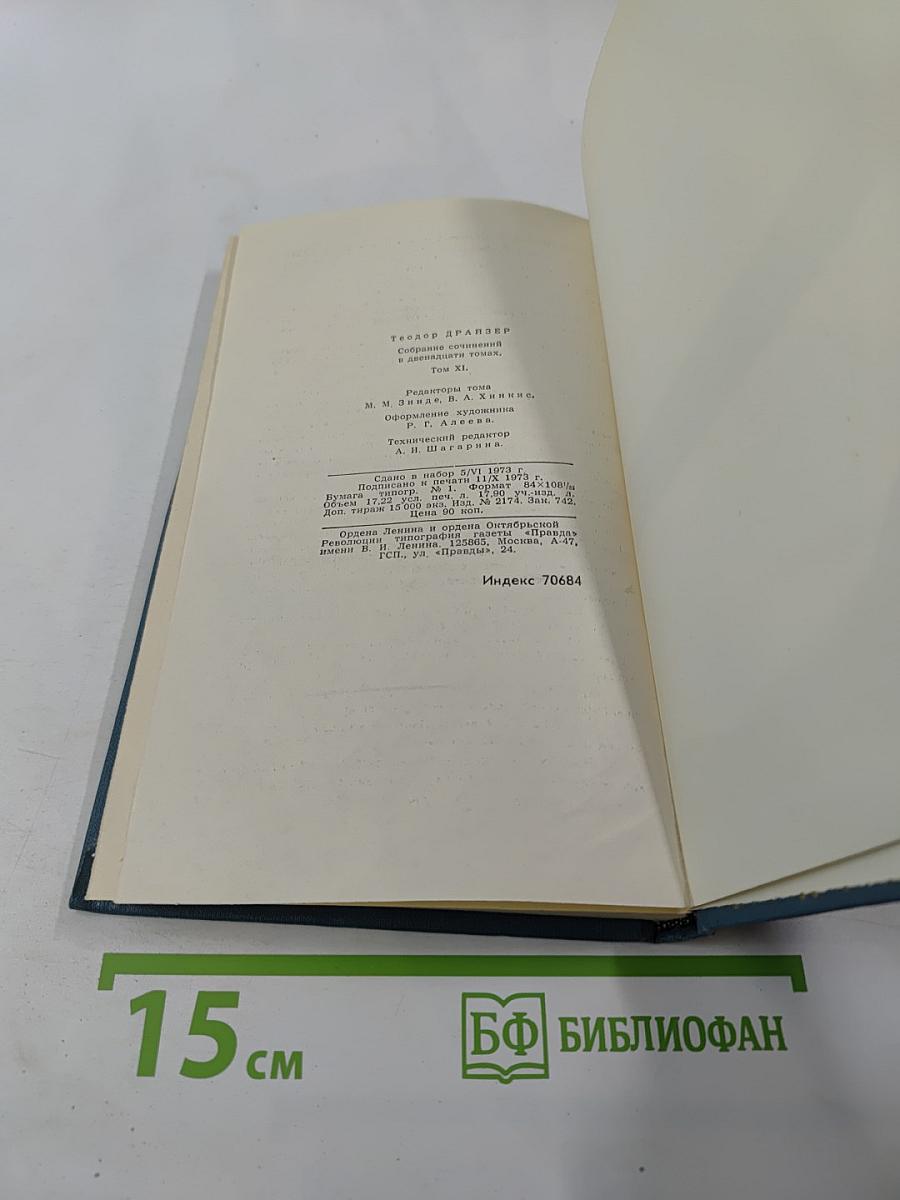 Теодор ДРАЙЗЕР
Собрание сочинений
в двенадцати томах.
Том XI.
Редакторы тома
М. М. Зинде, В. А. Хинкис.
Оформление художника
Р. Г. Алеева.
Технический редактор
А. И. Шагарина.
Сдано в набор 5/VI 1973 г.
Подписано к печати 11/X 1973 г.
Бумага типогр. № 1. Формат 84×108¹/₃₂
Объем 17,22 усл. печ. л. 17,90 уч.-изд. л.
Доп. тираж 15 000 экз. Изд. № 2174. Зак. 742.
Цена 90 коп.
Ордена Ленина и ордена Октябрьской
Революции типография газеты «Правда»
имени В. И. Ленина. 125865, Москва, А-47,
ГСП., ул. «Правды», 24.
Индекс 70684
15 см
БФ БИБЛИОФАН